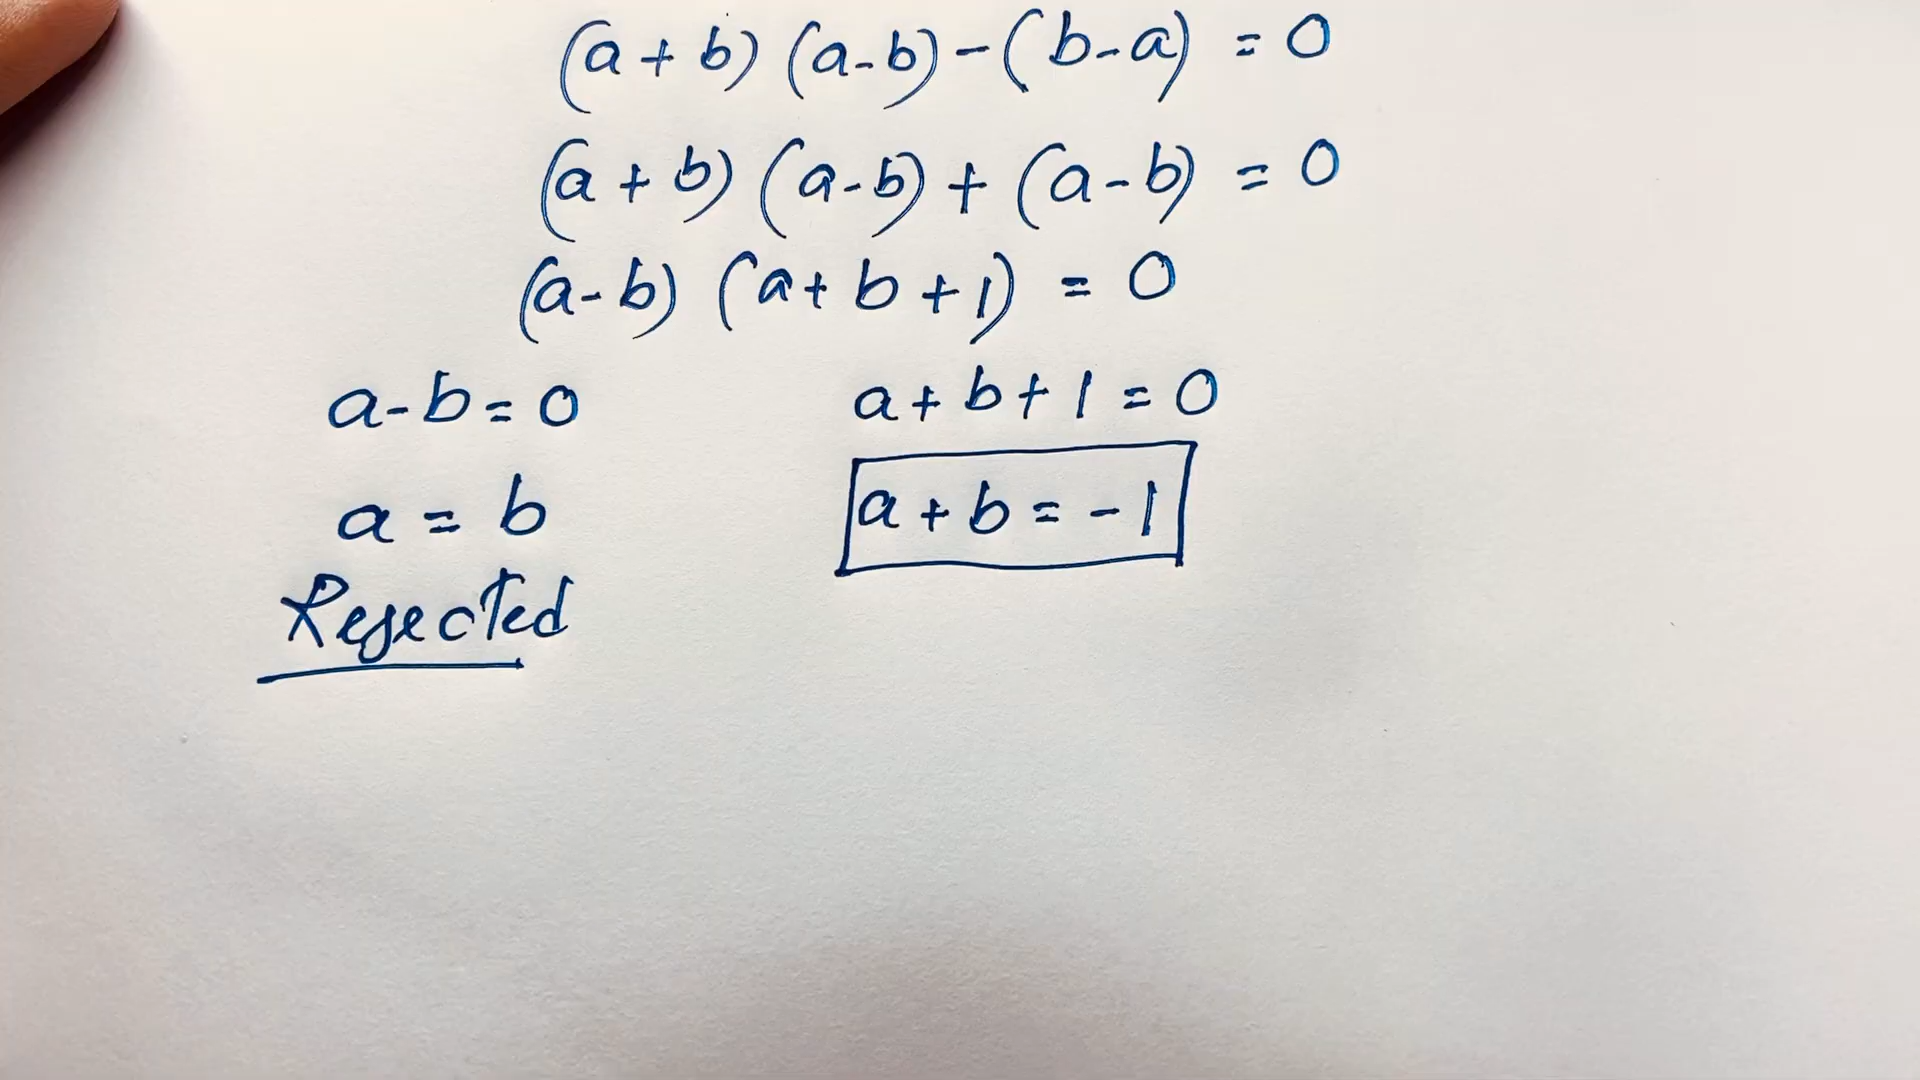 (a + b) (a - b) - (b - a) = 0
(a + b) (a - b) + (a - b) = 0
(a - b) (a + b + 1) = 0
a - b = 0
a = b
Rejected
a + b + 1 = 0
a + b = - 1